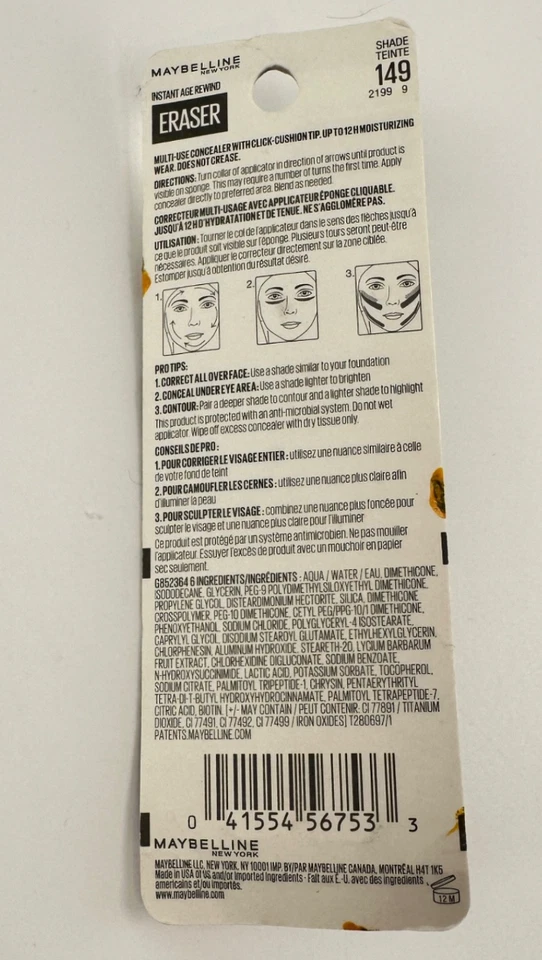 MAYBELLINE
NEW YORK
SHADE
TEINTE
149
2199 9
INSTANT AGE REWIND
ERASER
MULTI-USE CONCEALER WITH CLICK-CUSHION TIP. UP TO 12 H MOISTURIZING
WEAR. DOES NOT CREASE.
DIRECTIONS: Turn collar of applicator in direction of arrows until product is
visible on sponge. This may require a number of turns the first time. Apply
concealer directly to preferred area. Blend as needed.
CORRECTEUR MULTI-USAGE AVEC APPLICATEUR ÉPONGE CLIQUABLE.
JUSQU'À 12 H D'HYDRATATION ET DE TENUE. NE S'AGGLOMÈRE PAS.
UTILISATION: Tourner le col de l'applicateur dans le sens des flèches jusqu'à
ce que le produit soit visible sur l'éponge. Plusieurs tours seront peut-être
nécessaires. Appliquer le correcteur directement sur la zone ciblée.
Estomper jusqu'à obtention du résultat désiré.
1.
2.
3.
PRO TIPS:
1. CORRECT ALL OVER FACE: Use a shade similar to your foundation
2. CONCEAL UNDER EYE AREA: Use a shade lighter to brighten
3. CONTOUR: Pair a deeper shade to contour and a lighter shade to highlight
This product is protected with an anti-microbial system. Do not wet
applicator. Wipe off excess concealer with dry tissue only.
CONSEILS DE PRO:
1. POUR CORRIGER LE VISAGE ENTIER : utilisez une nuance similaire à celle
de votre fond de teint
2. POUR CAMOUFLER LES CERNES : utilisez une nuance plus claire afin
d'illuminer la peau
3. POUR SCULPTER LE VISAGE : combinez une nuance plus foncée pour
sculpter le visage et une nuance plus claire pour l'illuminer
Ce produit est protégé par un système antimicrobien. Ne pas mouiller
l'applicateur. Essuyer l'excès de produit avec un mouchoir en papier
sec seulement.
G852364 6 INGREDIENTS/INGRÉDIENTS : AQUA / WATER / EAU, DIMETHICONE,
ISODODECANE, GLYCERIN, PEG-9 POLYDIMETHYLSILOXYETHYL DIMETHICONE,
PROPYLENE GLYCOL, DISTEARDIMONIUM HECTORITE, SILICA, DIMETHICONE
CROSSPOLYMER, PEG-10 DIMETHICONE, CETYL PEG/PPG-10/1 DIMETHICONE,
PHENOXYETHANOL, SODIUM CHLORIDE, POLYGLYCERYL-4 ISOSTEARATE,
CAPRYLYL GLYCOL, DISODIUM STEAROYL GLUTAMATE, ETHYLHEXYLGLYCERIN,
CHLORPHENESIN, ALUMINUM HYDROXIDE, STEARETH-20, LYCIUM BARBARUM
FRUIT EXTRACT, CHLORHEXIDINE DIGLUCONATE, SODIUM BENZOATE,
N-HYDROXYSUCCINIMIDE, LACTIC ACID, POTASSIUM SORBATE, TOCOPHEROL,
SODIUM CITRATE, PALMITOYL TRIPEPTIDE-1, CHRYSIN, PENTAERYTHRITYL
TETRA-DI-T-BUTYL HYDROXYHYDROCINNAMATE, PALMITOYL TETRAPEPTIDE-7,
CITRIC ACID, BIOTIN. [+/- MAY CONTAIN / PEUT CONTENIR: CI 77891 / TITANIUM
DIOXIDE, CI 77491, CI 77492, CI 77499 / IRON OXIDES] T280697/1
PATENTS.MAYBELLINE.COM
0 41554 56753 3
MAYBELLINE
NEW YORK
MAYBELLINE LLC, NEW YORK, NY 10001 IMP. BY/PAR MAYBELLINE CANADA, MONTRÉAL H4T 1K5
Made in USA of US and/or Imported Ingredients · Fait aux É.-U. avec des ingrédients
américains et/ou importés.
www.maybelline.com
12 M